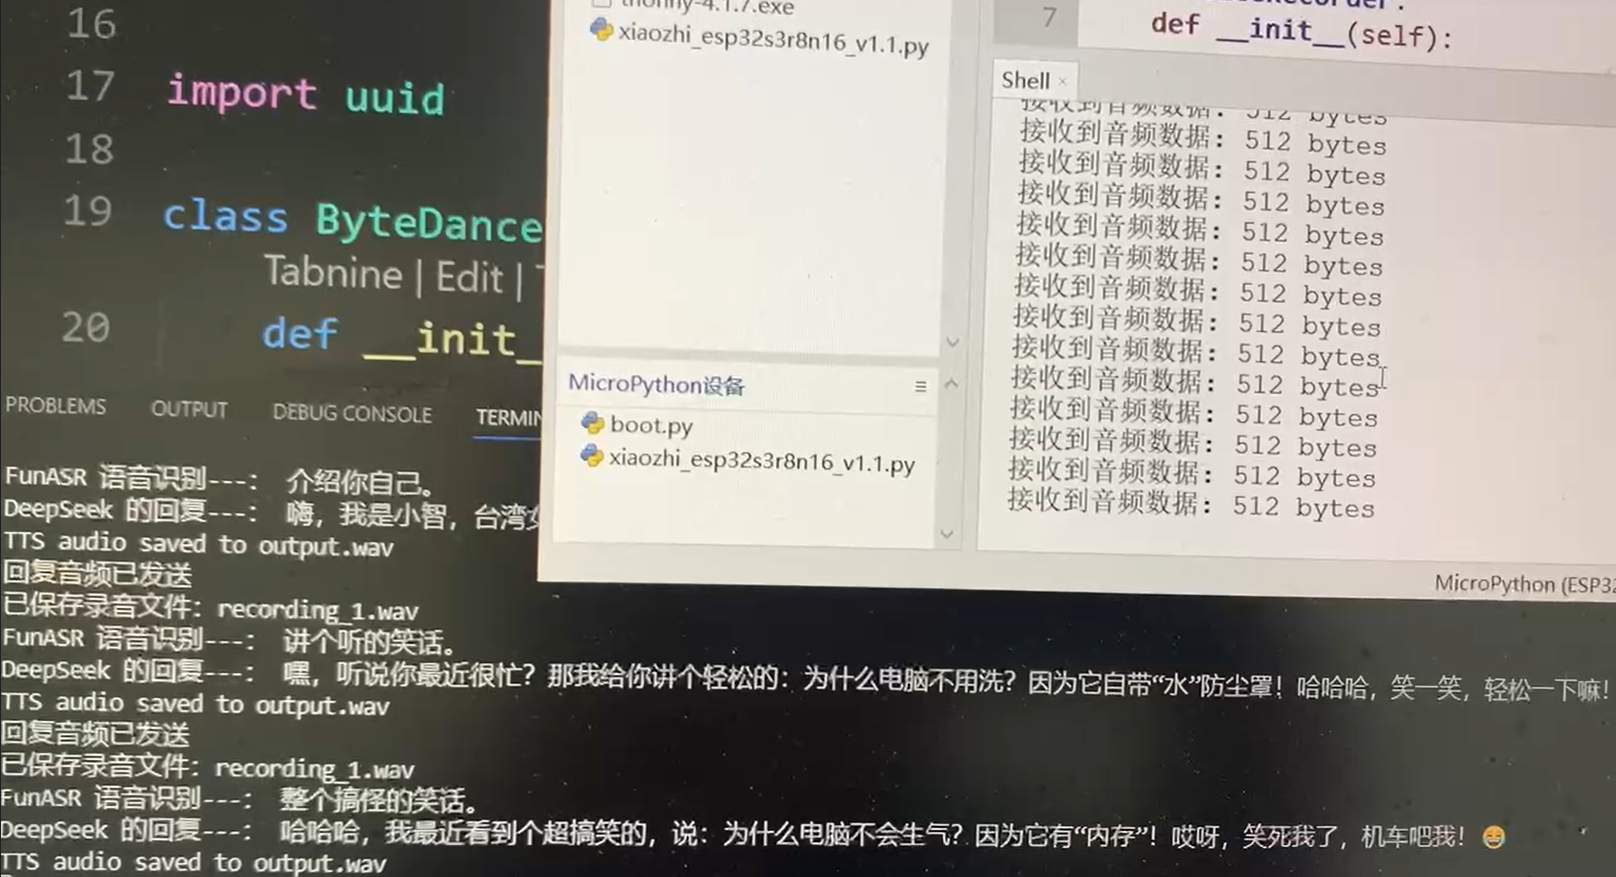 16
17 import uuid
18
19 class ByteDance
Tabnine | Edit |
20 def __init_
PROBLEMS OUTPUT DEBUG CONSOLE
FunASR 语音识别---： 介绍你自己。
DeepSeek 的回复---： 嗨，我是小智，台湾
TTS audio saved to output.wav
回复音频已发送
已保存录音文件：recording_1.wav
FunASR 语音识别---： 讲个听的笑话。
DeepSeek 的回复---： 嘿，听说你最近很忙？那我给你讲个轻松的：为什么电脑不用洗？因为它自带“水”防尘罩！哈哈哈，笑一笑，轻松一下嘛！
TTS audio saved to output.wav
回复音频已发送
已保存录音文件：recording_1.wav
FunASR 语音识别---： 整个搞怪的笑话。
DeepSeek 的回复---： 哈哈哈，我最近看到个超搞笑的，说：为什么电脑不会生气？因为它有“内存”！哎呀，笑死我了，机车吧我！😄
TTS audio saved to output.wav
thonny-4.1.7.exe
xiaozhi_esp32s3r8n16_v1.1.py
MicroPython设备 ≡
boot.py
xiaozhi_esp32s3r8n16_v1.1.py
7 def __init__(self):
Shell ×
接收到音频数据： 512 bytes
接收到音频数据： 512 bytes
接收到音频数据： 512 bytes
接收到音频数据： 512 bytes
接收到音频数据： 512 bytes
接收到音频数据： 512 bytes
接收到音频数据： 512 bytes
接收到音频数据： 512 bytes
接收到音频数据： 512 bytes
接收到音频数据： 512 bytes
接收到音频数据： 512 bytes
接收到音频数据： 512 bytes
接收到音频数据： 512 bytes
接收到音频数据： 512 bytes
MicroPython (ESP32